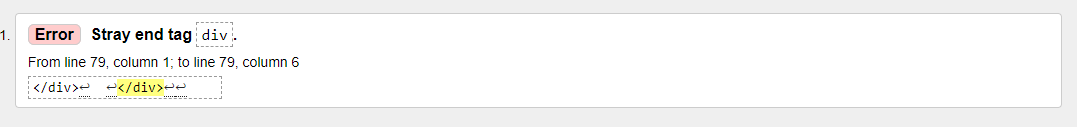 1. Error Stray end tag div.
From line 79, column 1; to line 79, column 6
</div>↩ ↩</div>↩↩